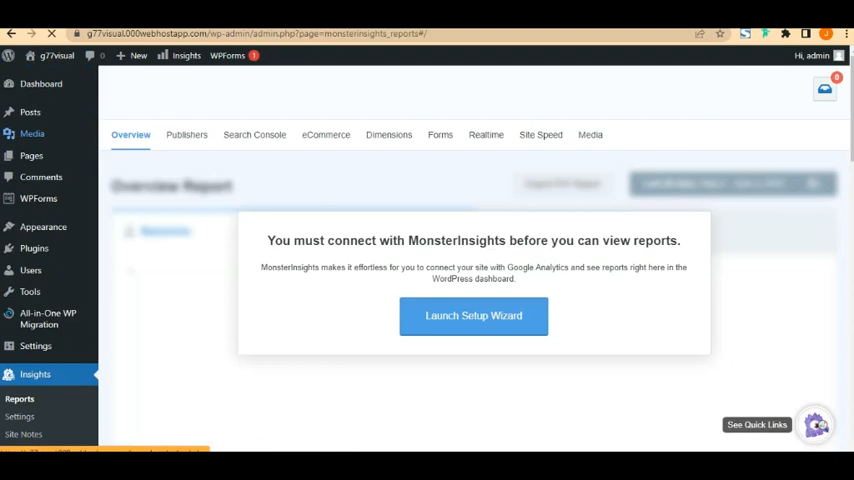 g77visual.000webhostapp.com/wp-admin/admin.php?page=monsterinsights_reports#/
g77visual 0 New Insights WPForms 1 Hi, admin
Dashboard
Posts
Media
Pages
Comments
WPForms
Appearance
Plugins
Users
Tools
All-in-One WP
Migration
Settings
Insights
Reports
Settings
Site Notes
0
Overview Publishers Search Console eCommerce Dimensions Forms Realtime Site Speed Media
Overview Report
You must connect with MonsterInsights before you can view reports.
MonsterInsights makes it effortless for you to connect your site with Google Analytics and see reports right here in the
WordPress dashboard.
Launch Setup Wizard
See Quick Links